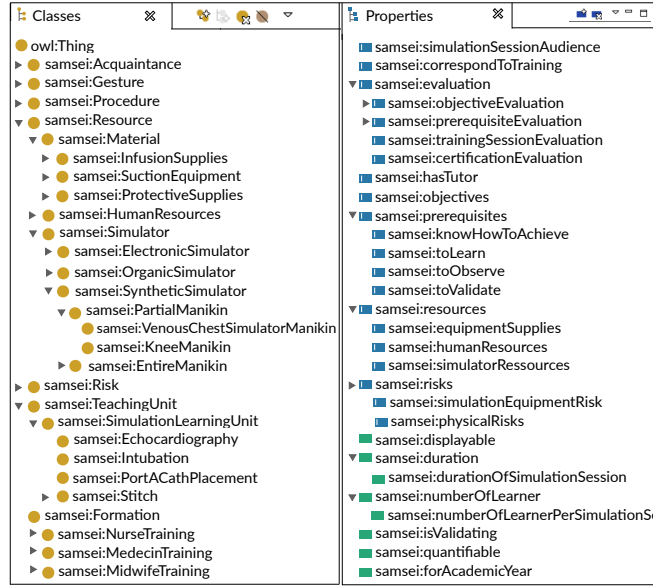 Classes
owl:Thing
samsei:Acquaintance
samsei:Gesture
samsei:Procedure
samsei:Resource
samsei:Material
samsei:InfusionSupplies
samsei:SuctionEquipment
samsei:ProtectiveSupplies
samsei:HumanResources
samsei:Simulator
samsei:ElectronicSimulator
samsei:OrganicSimulator
samsei:SyntheticSimulator
samsei:PartialManikin
samsei:VenousChestSimulatorManikin
samsei:KneeManikin
samsei:EntireManikin
samsei:Risk
samsei:TeachingUnit
samsei:SimulationLearningUnit
samsei:Echocardiography
samsei:Intubation
samsei:PortACathPlacement
samsei:Stitch
samsei:Formation
samsei:NurseTraining
samsei:MedecinTraining
samsei:MidwifeTraining
Properties
samsei:simulationSessionAudience
samsei:correspondToTraining
samsei:evaluation
samsei:objectiveEvaluation
samsei:prerequisiteEvaluation
samsei:trainingSessionEvaluation
samsei:certificationEvaluation
samsei:hasTutor
samsei:objectives
samsei:prerequisites
samsei:knowHowToAchieve
samsei:toLearn
samsei:toObserve
samsei:toValidate
samsei:resources
samsei:equipmentSupplies
samsei:humanResources
samsei:simulatorRessources
samsei:risks
samsei:simulationEquipmentRisk
samsei:physicalRisks
samsei:displayable
samsei:duration
samsei:durationOfSimulationSession
samsei:numberOfLearner
samsei:numberOfLearnerPerSimulationSe
samsei:isValidating
samsei:quantifiable
samsei:forAcademicYear